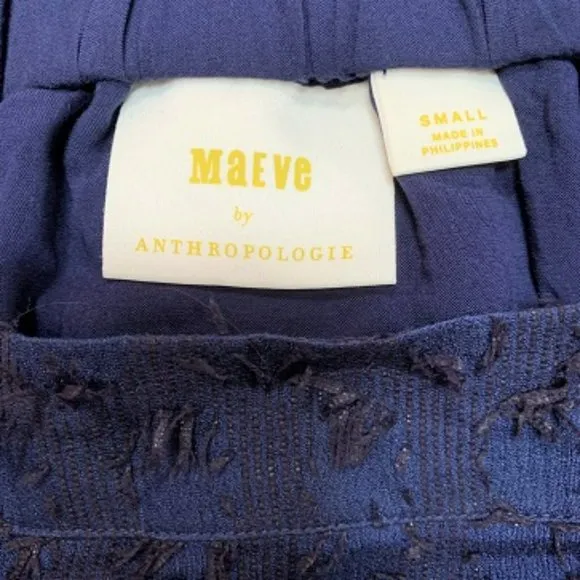 MaEve
by
ANTHROPOLOGIE
SMALL
MADE IN
PHILIPPINES